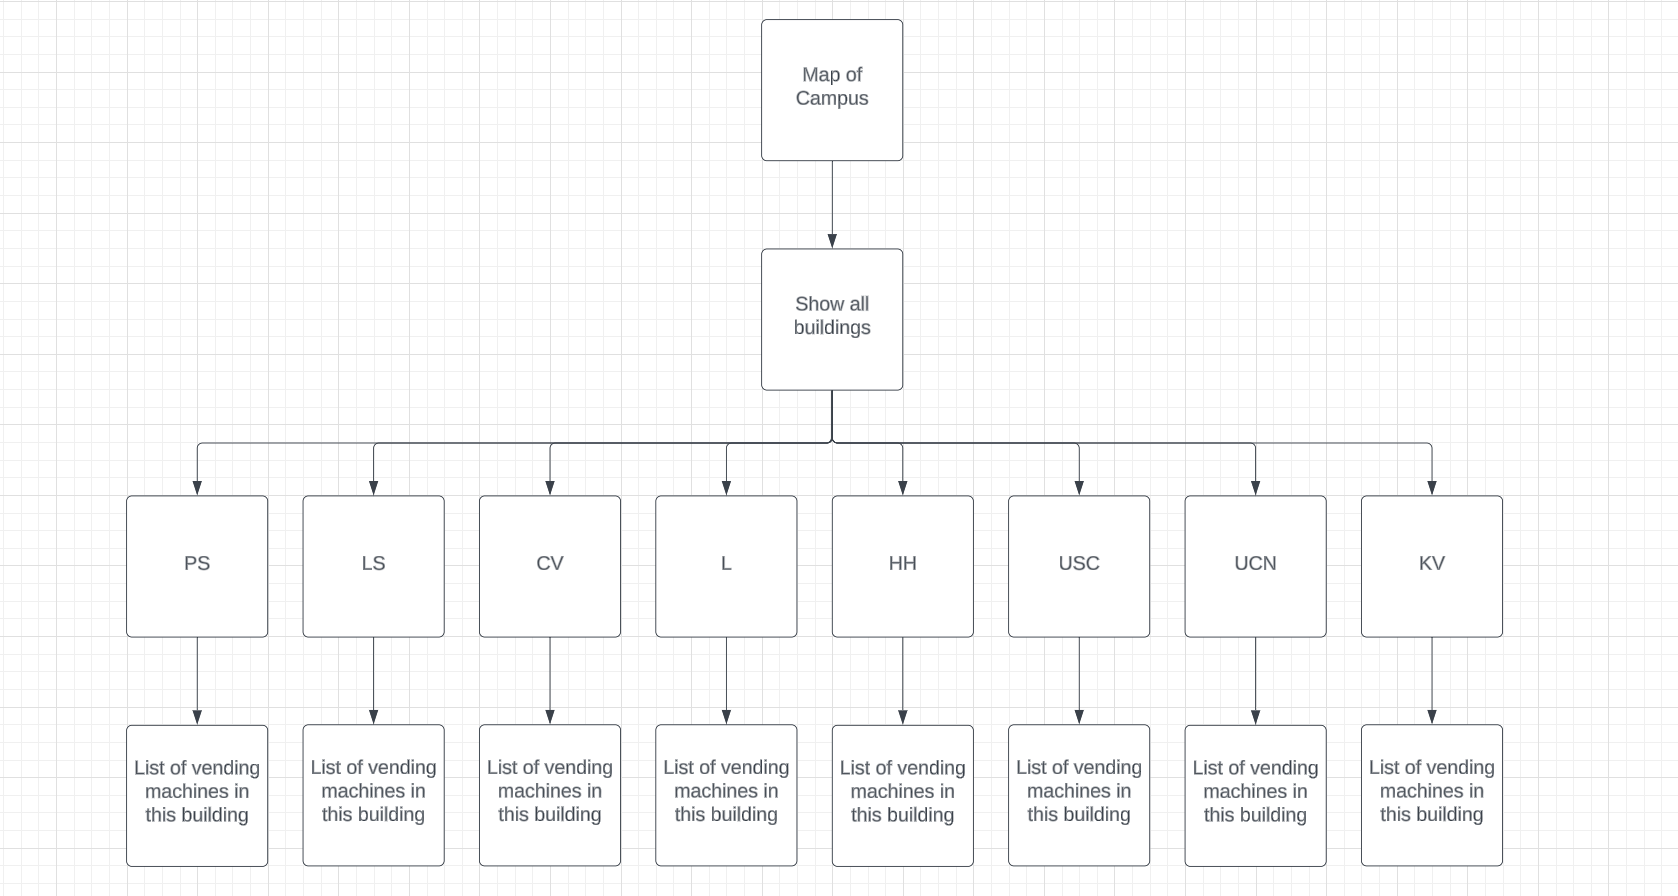 Map of
Campus
Show all
buildings
PS
LS
CV
L
HH
USC
UCN
KV
List of vending
machines in
this building
List of vending
machines in
this building
List of vending
machines in
this building
List of vending
machines in
this building
List of vending
machines in
this building
List of vending
machines in
this building
List of vending
machines in
this building
List of vending
machines in
this building